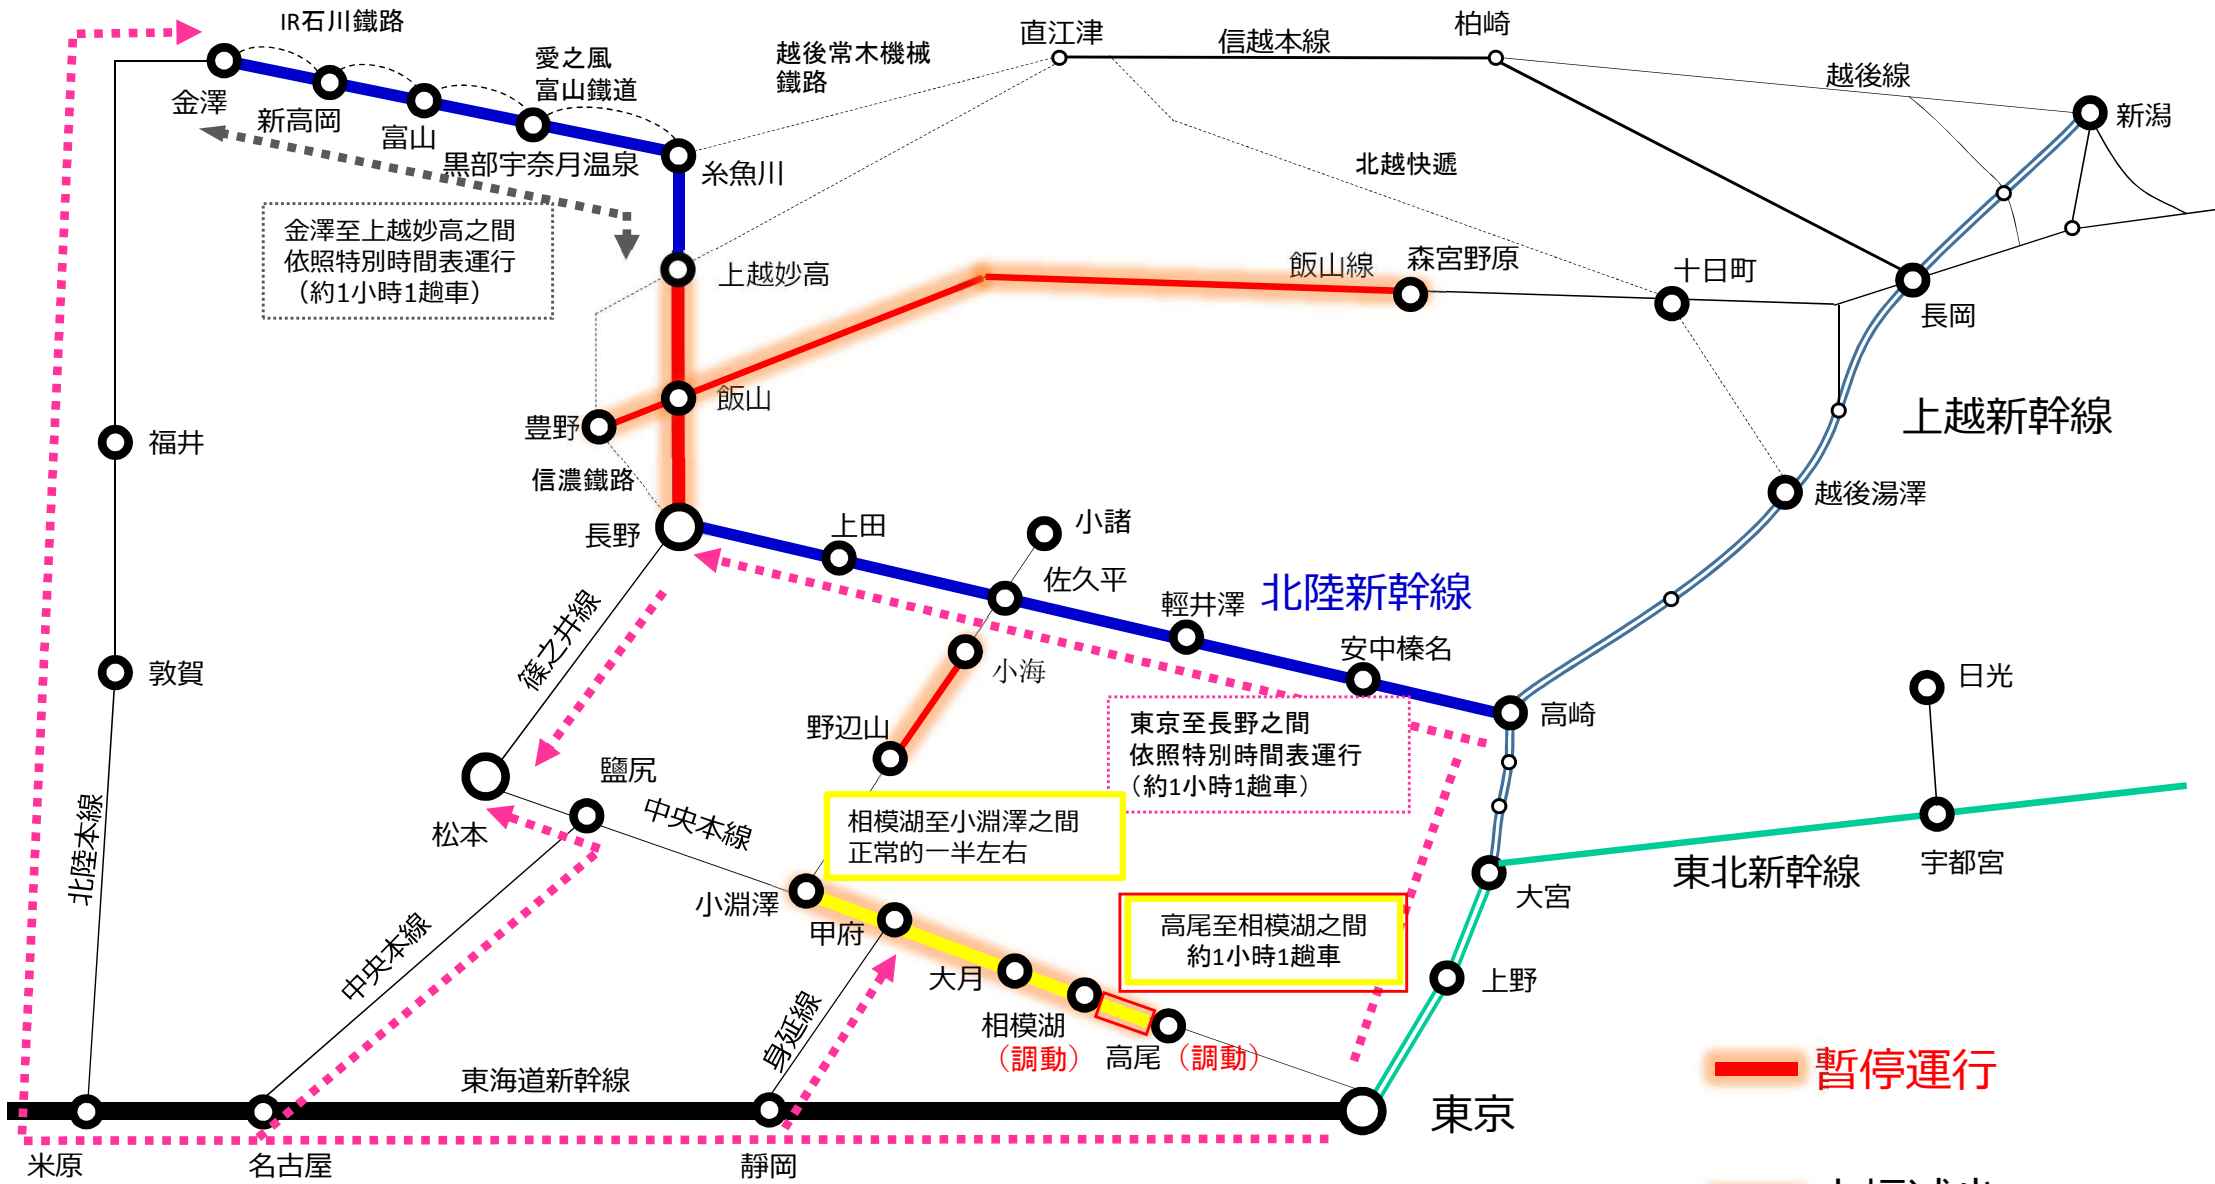 IR石川鐵路
愛之風
富山鐵道
越後常木機械
鐵路
直江津
信越本線
柏崎
越後線
新潟
金澤
新高岡
富山
黒部宇奈月温泉
糸魚川
北越快遞
金澤至上越妙高之間
依照特別時間表運行
（約1小時1趟車）
上越妙高
飯山線
森宮野原
十日町
長岡
上越新幹線
福井
豊野
飯山
信濃鐵路
越後湯澤
長野
上田
小諸
佐久平
輕井澤
北陸新幹線
安中榛名
敦賀
篠之井線
小海
高崎
日光
野辺山
東京至長野之間
依照特別時間表運行
（約1小時1趟車）
鹽尻
松本
中央本線
相模湖至小淵澤之間
正常的一半左右
北陸本線
小淵澤
甲府
高尾至相模湖之間
約1小時1趟車
大宮
東北新幹線
宇都宮
中央本線
大月
上野
身延線
相模湖
（調動）
高尾
（調動）
暫停運行
東海道新幹線
東京
米原
名古屋
靜岡